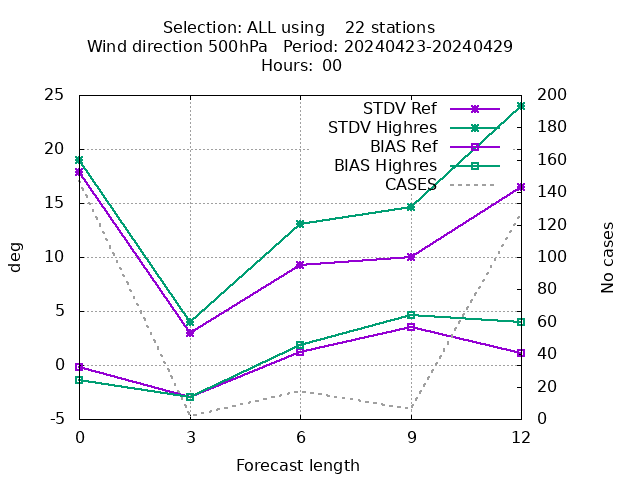 Selection: ALL using    22 stations
Wind direction 500hPa   Period: 20240423-20240429
Hours: 00
25
20
15
10
5
0
-5
200
180
160
140
120
100
80
60
40
20
0
0 3 6 9 12
deg
No cases
Forecast length
STDV Ref
STDV Highres
BIAS Ref
BIAS Highres
CASES